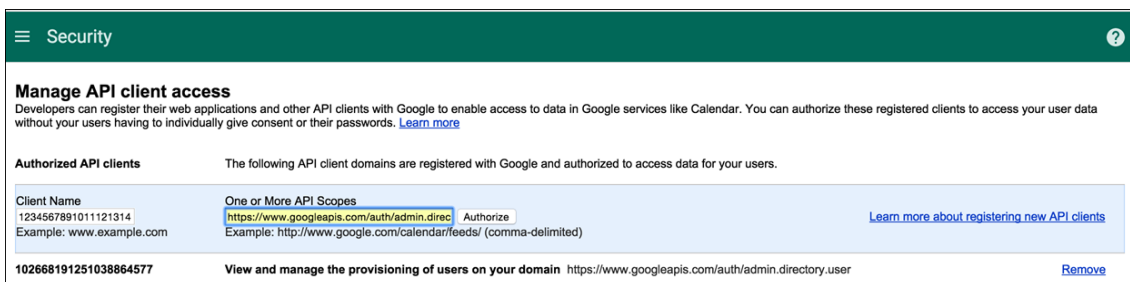 Security
Manage API client access
Developers can register their web applications and other API clients with Google to enable access to data in Google services like Calendar. You can authorize these registered clients to access your user data
without your users having to individually give consent or their passwords. Learn more
Authorized API clients The following API client domains are registered with Google and authorized to access data for your users.
Client Name One or More API Scopes
1234567891011121314 https://www.googleapis.com/auth/admin.direc Authorize Learn more about registering new API clients
Example: www.example.com Example: http://www.google.com/calendar/feeds/ (comma-delimited)
102668191251038864577 View and manage the provisioning of users on your domain https://www.googleapis.com/auth/admin.directory.user Remove